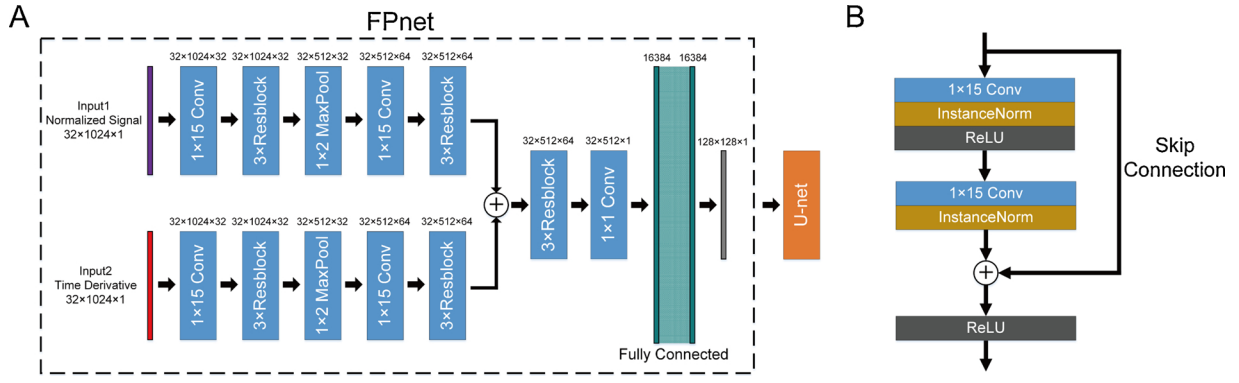 A
FPnet
Input1
Normalized Signal
32×1024×1
32×1024×32
1×15 Conv
32×1024×32
3×Resblock
32×512×32
1×2 MaxPool
32×512×64
1×15 Conv
32×512×64
3×Resblock
Input2
Time Derivative
32×1024×1
32×1024×32
1×15 Conv
32×1024×32
3×Resblock
32×512×32
1×2 MaxPool
32×512×64
1×15 Conv
32×512×64
3×Resblock
+
32×512×64
3×Resblock
32×512×1
1×1 Conv
16384
16384
Fully Connected
128×128×1
U-net
B
1×15 Conv
InstanceNorm
ReLU
1×15 Conv
InstanceNorm
+
ReLU
Skip
Connection